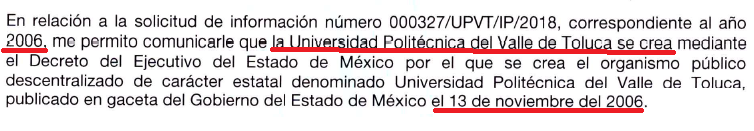 En relación a la solicitud de información número 000327/UPVT/IP/2018, correspondiente al año
2006, me permito comunicarle que la Universidad Politécnica del Valle de Toluca se crea mediante
el Decreto del Ejecutivo del Estado de México por el que se crea el organismo público
descentralizado de carácter estatal denominado Universidad Politécnica del Valle de Toluca,
publicado en gaceta del Gobierno del Estado de México el 13 de noviembre del 2006.